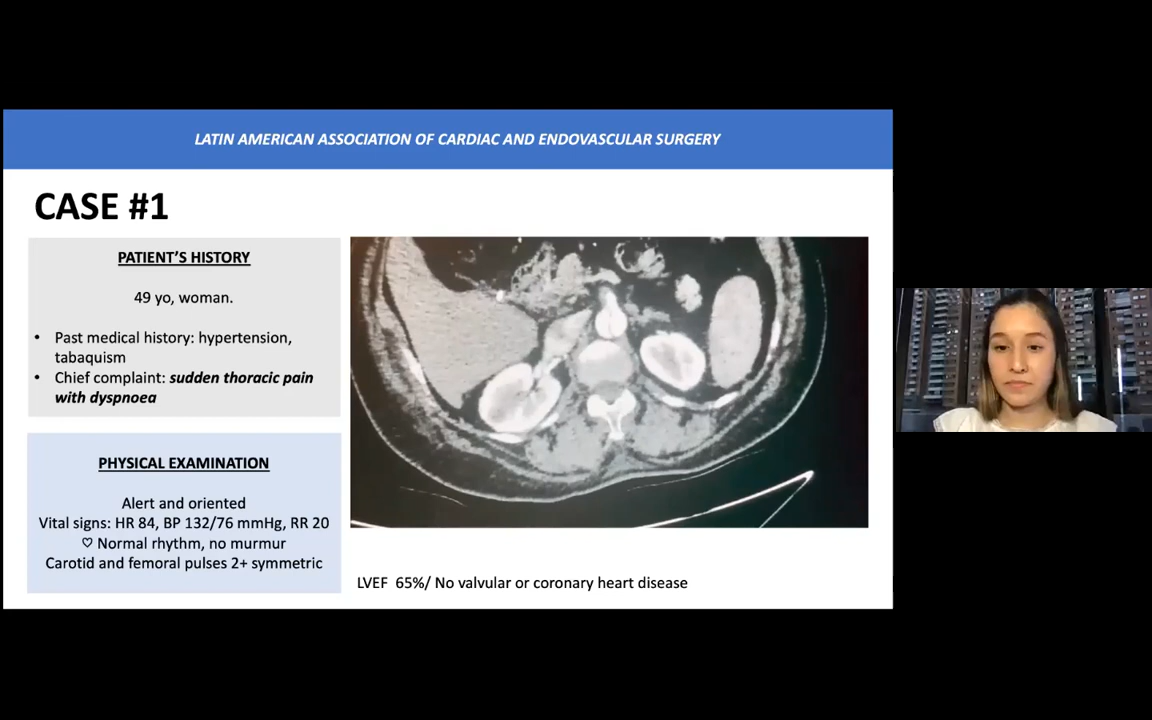 LATIN AMERICAN ASSOCIATION OF CARDIAC AND ENDOVASCULAR SURGERY
CASE #1
PATIENT'S HISTORY
49 yo, woman.
• Past medical history: hypertension,
tabaquism
• Chief complaint: sudden thoracic pain
with dyspnoea
PHYSICAL EXAMINATION
Alert and oriented
Vital signs: HR 84, BP 132/76 mmHg, RR 20
♡ Normal rhythm, no murmur
Carotid and femoral pulses 2+ symmetric
LVEF 65%/ No valvular or coronary heart disease